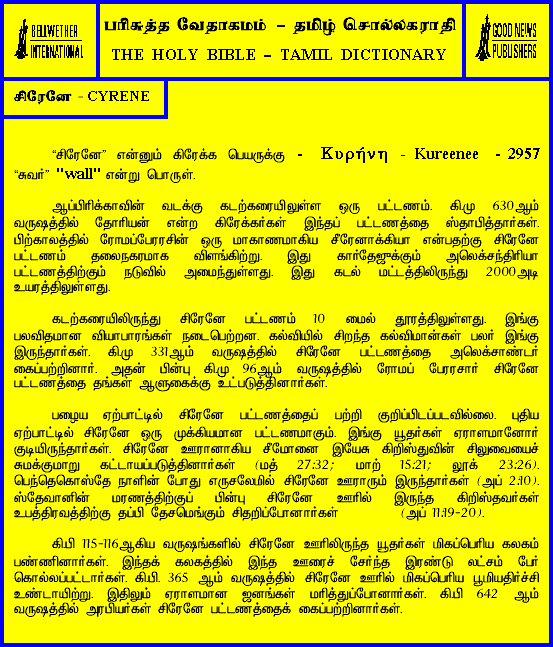 BELLWETHER
INTERNATIONAL
பரிசுத்த வேதாகமம் – தமிழ் சொல்லகராதி
THE HOLY BIBLE – TAMIL DICTIONARY
GOOD NEWS
PUBLISHERS
சிரேனே - CYRENE
“சிரேனே” என்னும் கிரேக்க பெயருக்கு - Κυρήνη - Kureenee - 2957
“சுவர்” "wall" என்று பொருள்.
ஆப்பிரிக்காவின் வடக்கு கடற்கரையிலுள்ள ஒரு பட்டணம். கி.மு 630ஆம்
வருஷத்தில் தோரியன் என்ற கிரேக்கர்கள் இந்தப் பட்டணத்தை ஸ்தாபித்தார்கள்.
பிற்காலத்தில் ரோமப்பேரரசின் ஒரு மாகாணமாகிய சீரேனாக்கியா என்பதற்கு சிரேனே
பட்டணம் தலைநகரமாக விளங்கிற்று. இது கார்தேஜுக்கும் அலெக்சந்திரியா
பட்டணத்திற்கும் நடுவில் அமைந்துள்ளது. இது கடல் மட்டத்திலிருந்து 2000அடி
உயரத்திலுள்ளது.
கடற்கரையிலிருந்து சிரேனே பட்டணம் 10 மைல் தூரத்திலுள்ளது. இங்கு
பலவிதமான வியாபாரங்கள் நடைபெற்றன. கல்வியில் சிறந்த கல்விமான்கள் பலர் இங்கு
இருந்தார்கள். கி.மு 331ஆம் வருஷத்தில் சிரேனே பட்டணத்தை அலெக்சாண்டர்
கைப்பற்றினார். அதன் பின்பு கி.மு 96ஆம் வருஷத்தில் ரோமப் பேரரசார் சிரேனே
பட்டணத்தை தங்கள் ஆளுகைக்கு உட்படுத்தினார்கள்.
பழைய ஏற்பாட்டில் சிரேனே பட்டணத்தைப் பற்றி குறிப்பிடப்படவில்லை. புதிய
ஏற்பாட்டில் சிரேனே ஒரு முக்கியமான பட்டணமாகும். இங்கு யூதர்கள் ஏராளமானோர்
குடியிருந்தார்கள். சிரேனே ஊரானாகிய சீமோனை இயேசு கிறிஸ்துவின் சிலுவையைச்
சுமக்குமாறு கட்டாயப்படுத்தினார்கள் (மத் 27:32; மாற் 15:21; லூக் 23:26).
பெந்தெகொஸ்தே நாளின் போது எருசலேமில் சிரேனே ஊராரும் இருந்தார்கள் (அப் 2:10).
ஸ்தேவானின் மரணத்திற்குப் பின்பு சிரேனே ஊரில் இருந்த கிறிஸ்தவர்கள்
உபத்திரவத்திற்கு தப்பி தேசமெங்கும் சிதறிப்போனார்கள் (அப் 11:19-20).
கி.பி 115-116ஆகிய வருஷங்களில் சிரேனே ஊரிலிருந்த யூதர்கள் மிகப்பெரிய கலகம்
பண்ணினார்கள். இந்தக் கலகத்தில் இந்த ஊரைச் சேர்ந்த இரண்டு லட்சம் பேர்
கொல்லப்பட்டார்கள். கி.பி. 365 ஆம் வருஷத்தில் சிரேனே ஊரில் மிகப்பெரிய பூமியதிர்ச்சி
உண்டாயிற்று. இதிலும் ஏராளமான ஜனங்கள் மரித்துப்போனார்கள். கி.பி 642 ஆம்
வருஷத்தில் அரபியர்கள் சிரேனே பட்டணத்தைக் கைப்பற்றினார்கள்.